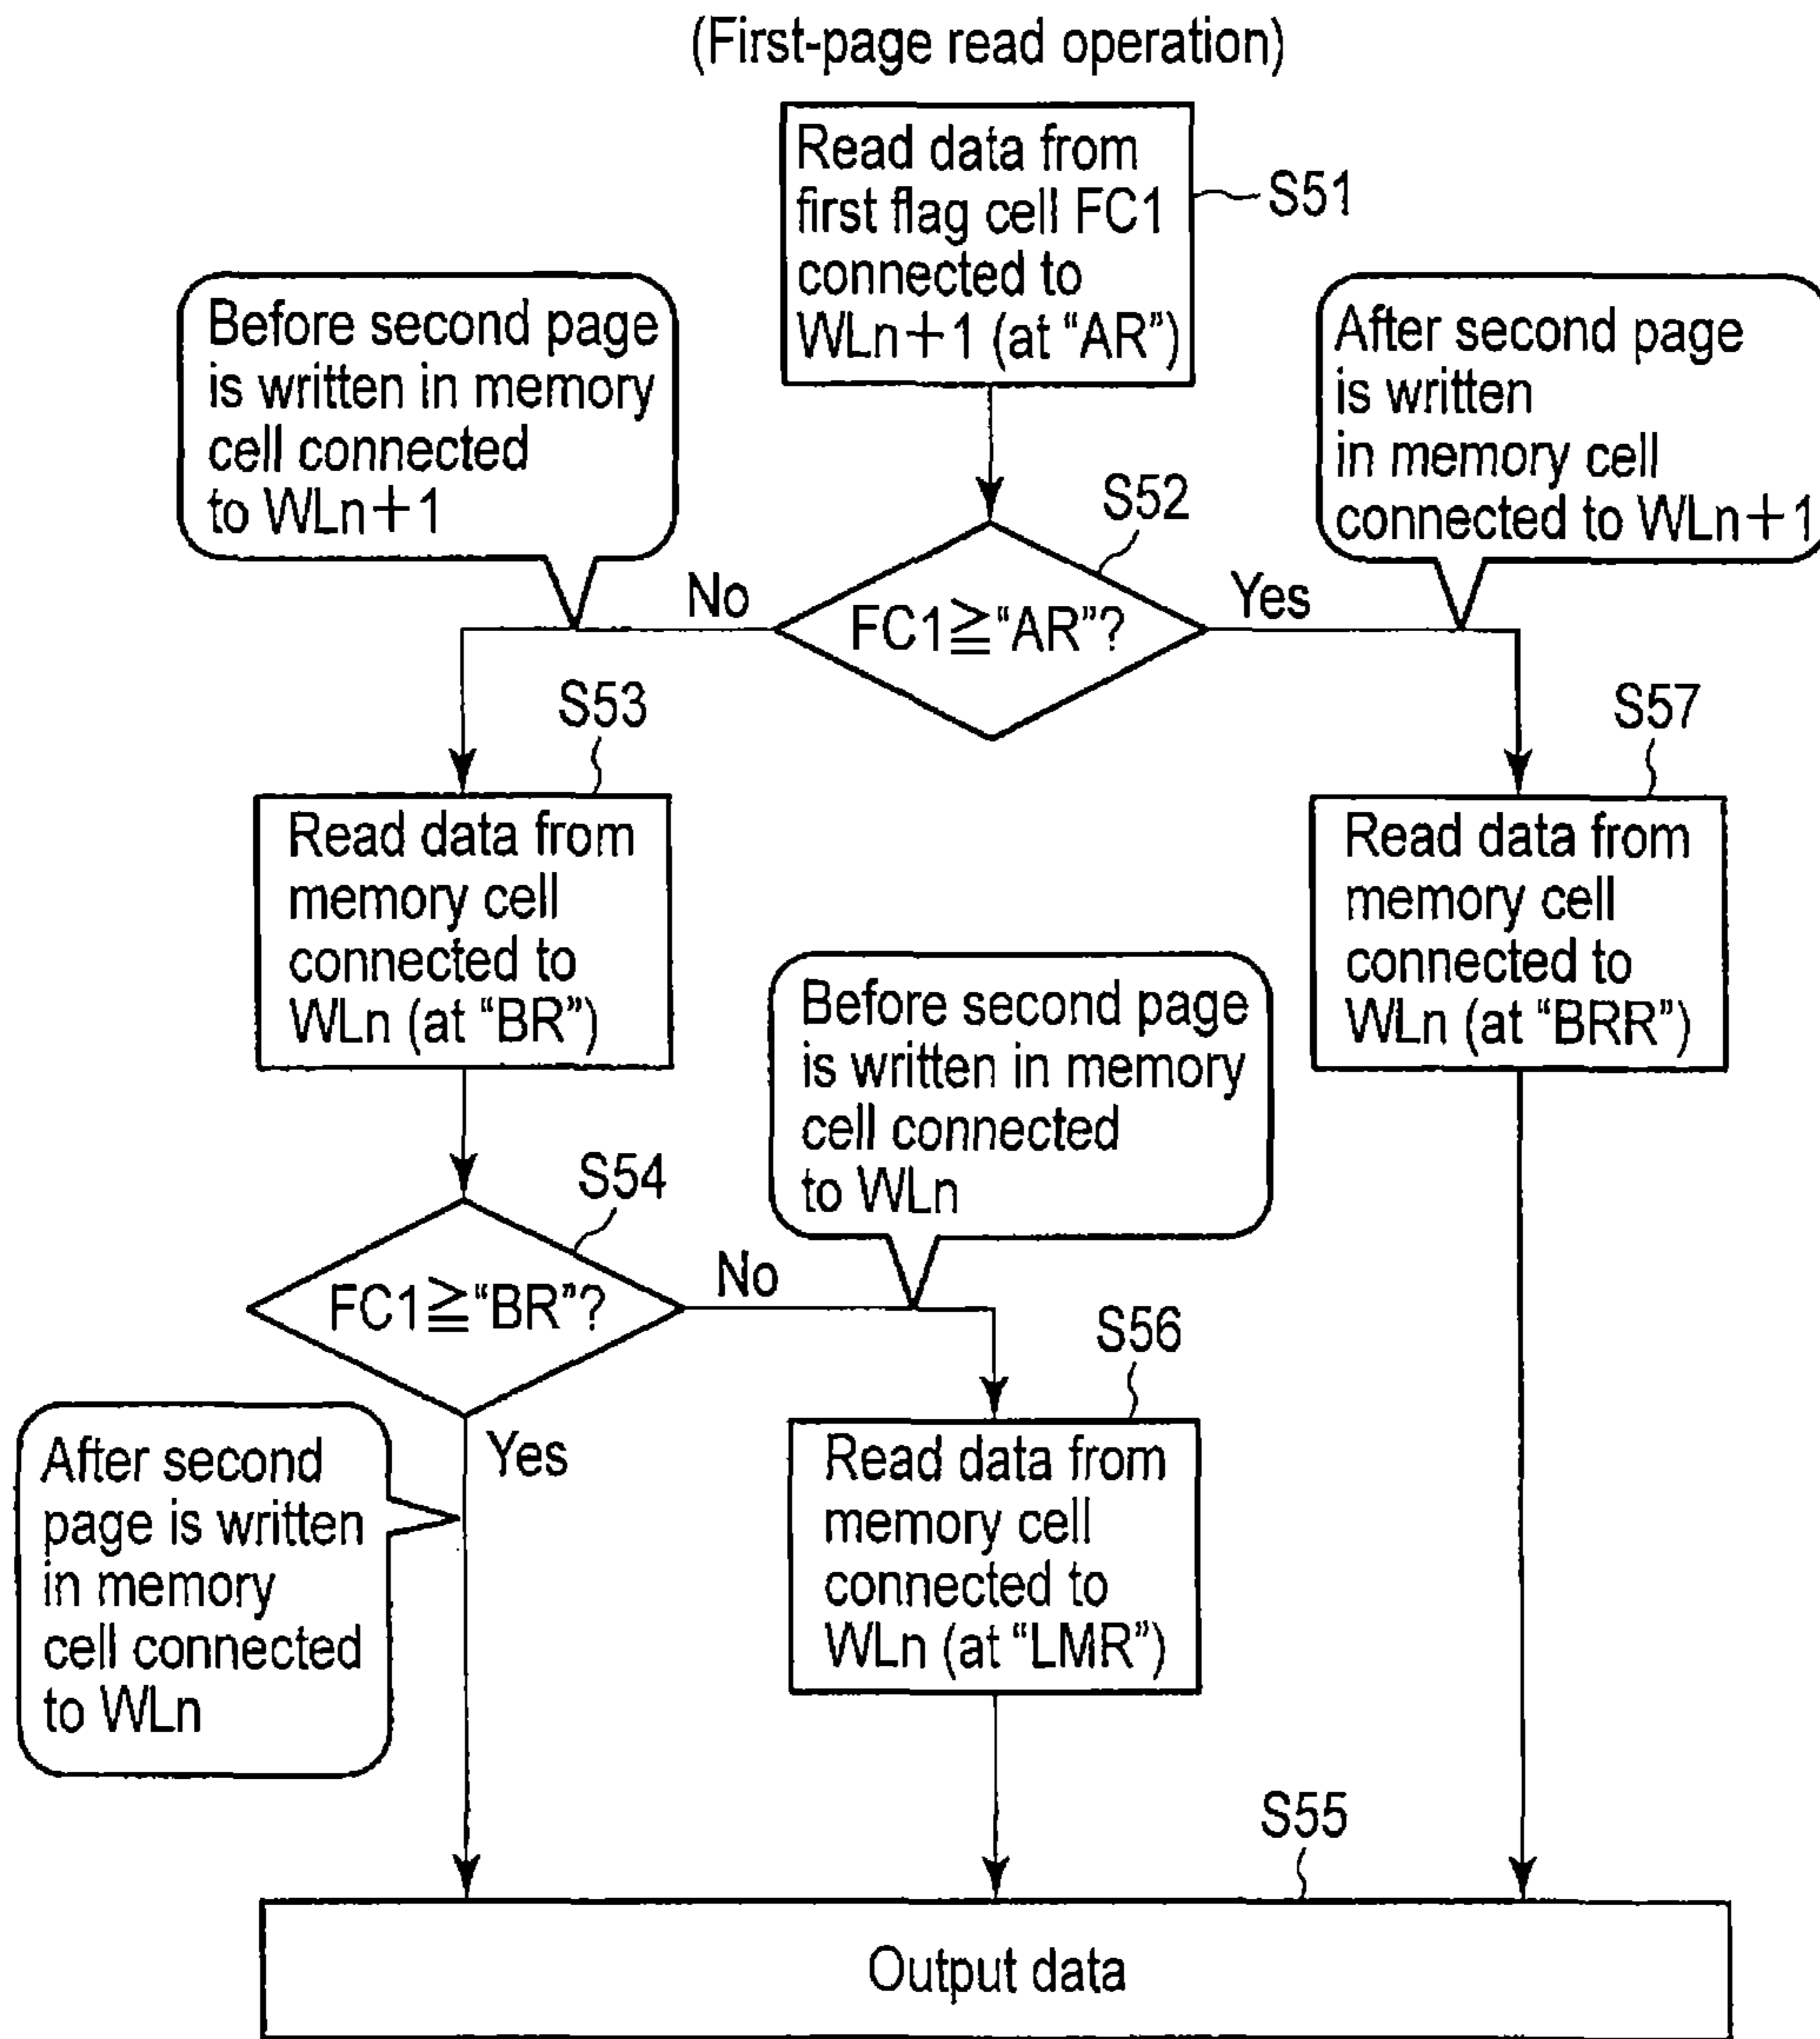 (First-page read operation)
Read data from
first flag cell FC1
connected to
WLn+1 (at “AR”)
S51
Before second page
is written in memory
cell connected
to WLn+1
After second page
is written
in memory cell
connected to WLn+1
S52
No
FC1≧“AR”?
Yes
S53
S57
Read data from
memory cell
connected to
WLn (at “BR”)
Read data from
memory cell
connected to
WLn (at “BRR”)
Before second page
is written in memory
cell connected
to WLn
S54
FC1≧“BR”?
No
S56
After second
page is written
in memory
cell connected
to WLn
Yes
Read data from
memory cell
connected to
WLn (at “LMR”)
S55
Output data